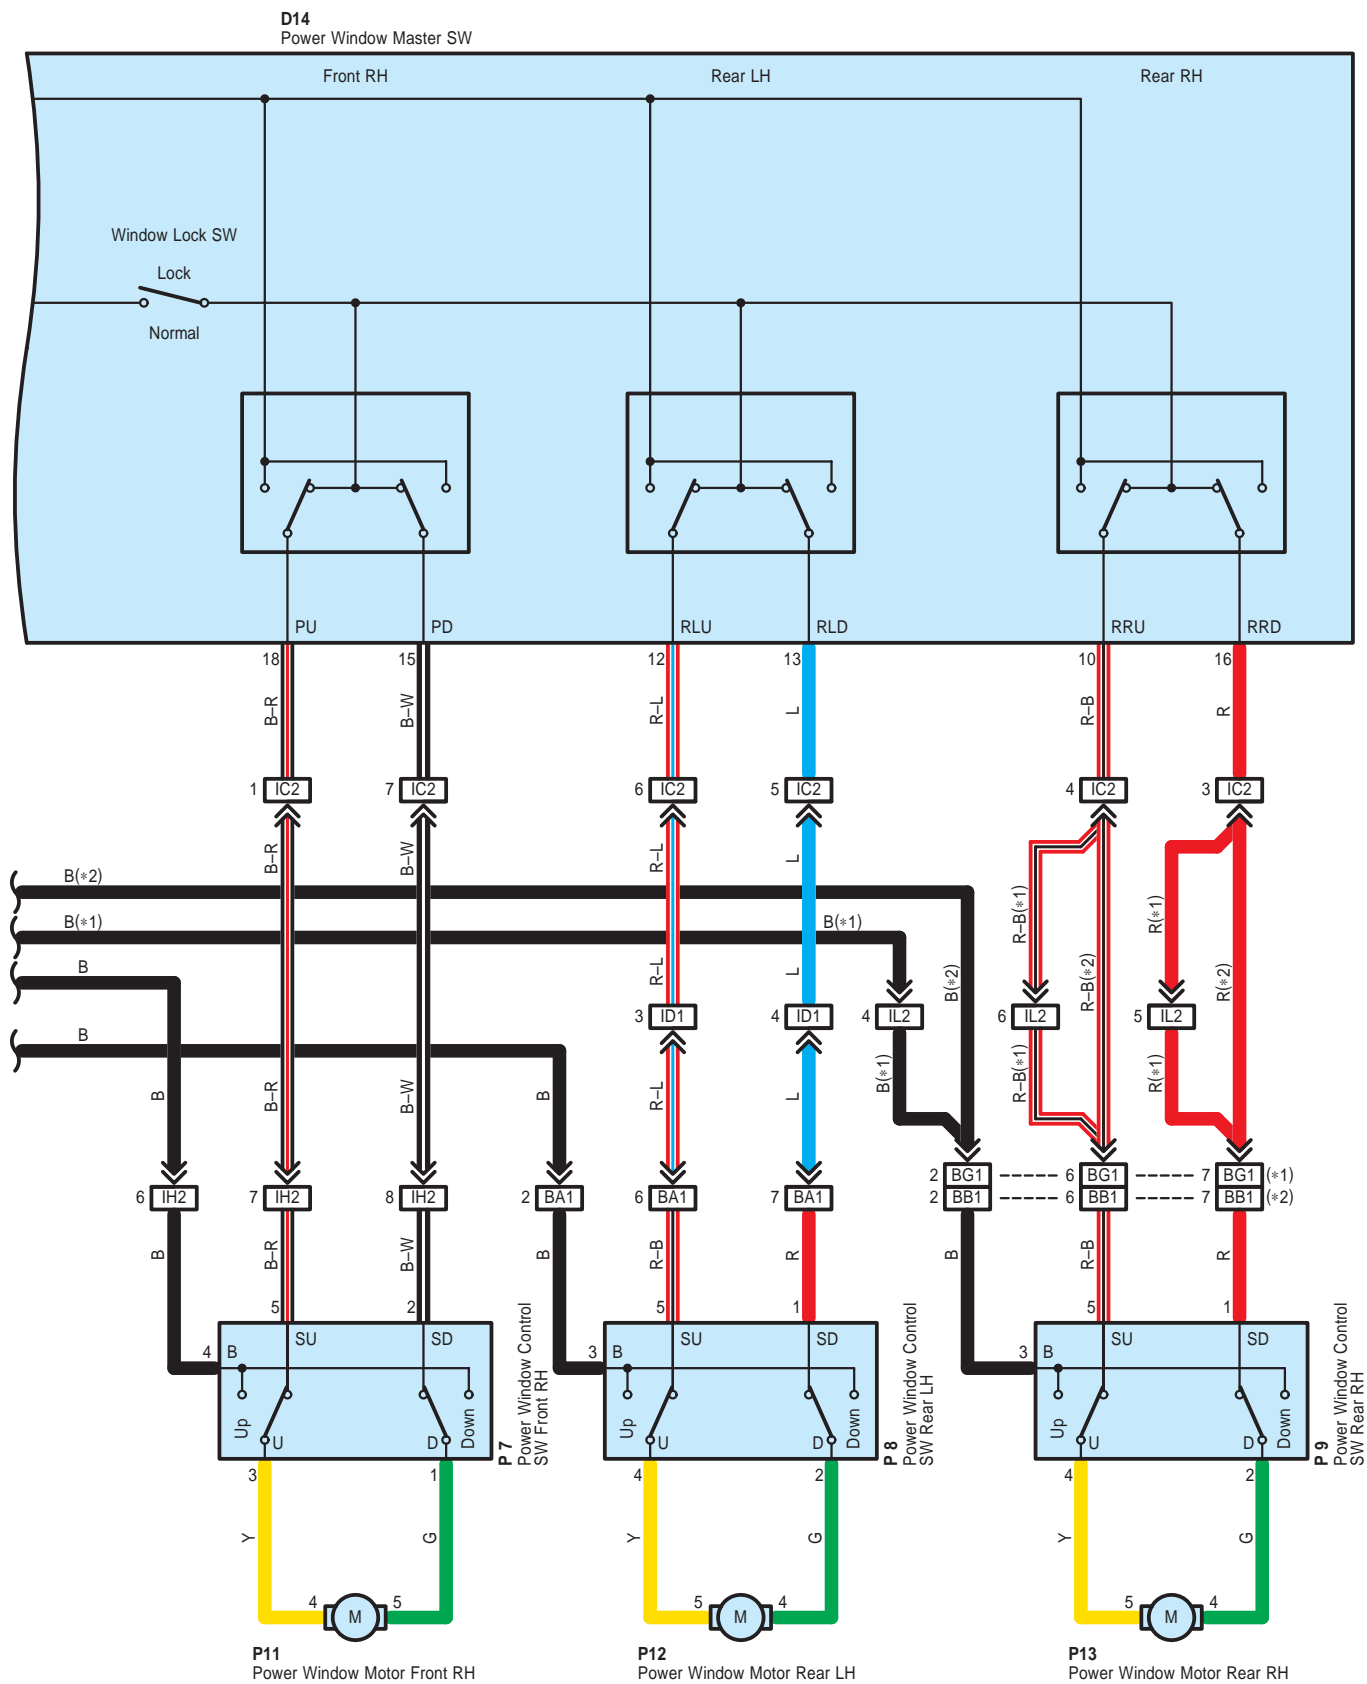 D14
Power Window Master SW
Front RH
Rear LH
Rear RH
Window Lock SW
Lock
Normal
PU
PD
RLU
RLD
RRU
RRD
18
15
12
13
10
16
B–R
B–W
R–L
L
R–B
R
1 IC2
7 IC2
6 IC2
5 IC2
4 IC2
3 IC2
B–R
B–W
R–L
L
B(*2)
B(*1)
B(*1)
B
B
R–L
L
B(*2)
R–B(*1)
R–B(*2)
R(*1)
R(*2)
3 ID1
4 ID1
4 IL2
6 IL2
5 IL2
B
B–R
B–W
B
R–L
L
B(*1)
R–B(*1)
R(*1)
6 IH2
7 IH2
8 IH2
2 BA1
6 BA1
7 BA1
2 BG1
6 BG1
7 BG1 (*1)
2 BB1
6 BB1
7 BB1 (*2)
B
B–R
B–W
B
R–B
R
B
R–B
R
5
2
5
1
5
1
4 B
SU
SD
Up
U
D
Down
P 7
Power Window Control
SW Front RH
3 B
SU
SD
Up
U
D
Down
P 8
Power Window Control
SW Rear LH
3 B
SU
SD
Up
U
D
Down
P 9
Power Window Control
SW Rear RH
3
1
4
2
4
2
Y
G
Y
G
Y
G
4 M 5
5 M 4
5 M 4
P11
Power Window Motor Front RH
P12
Power Window Motor Rear LH
P13
Power Window Motor Rear RH